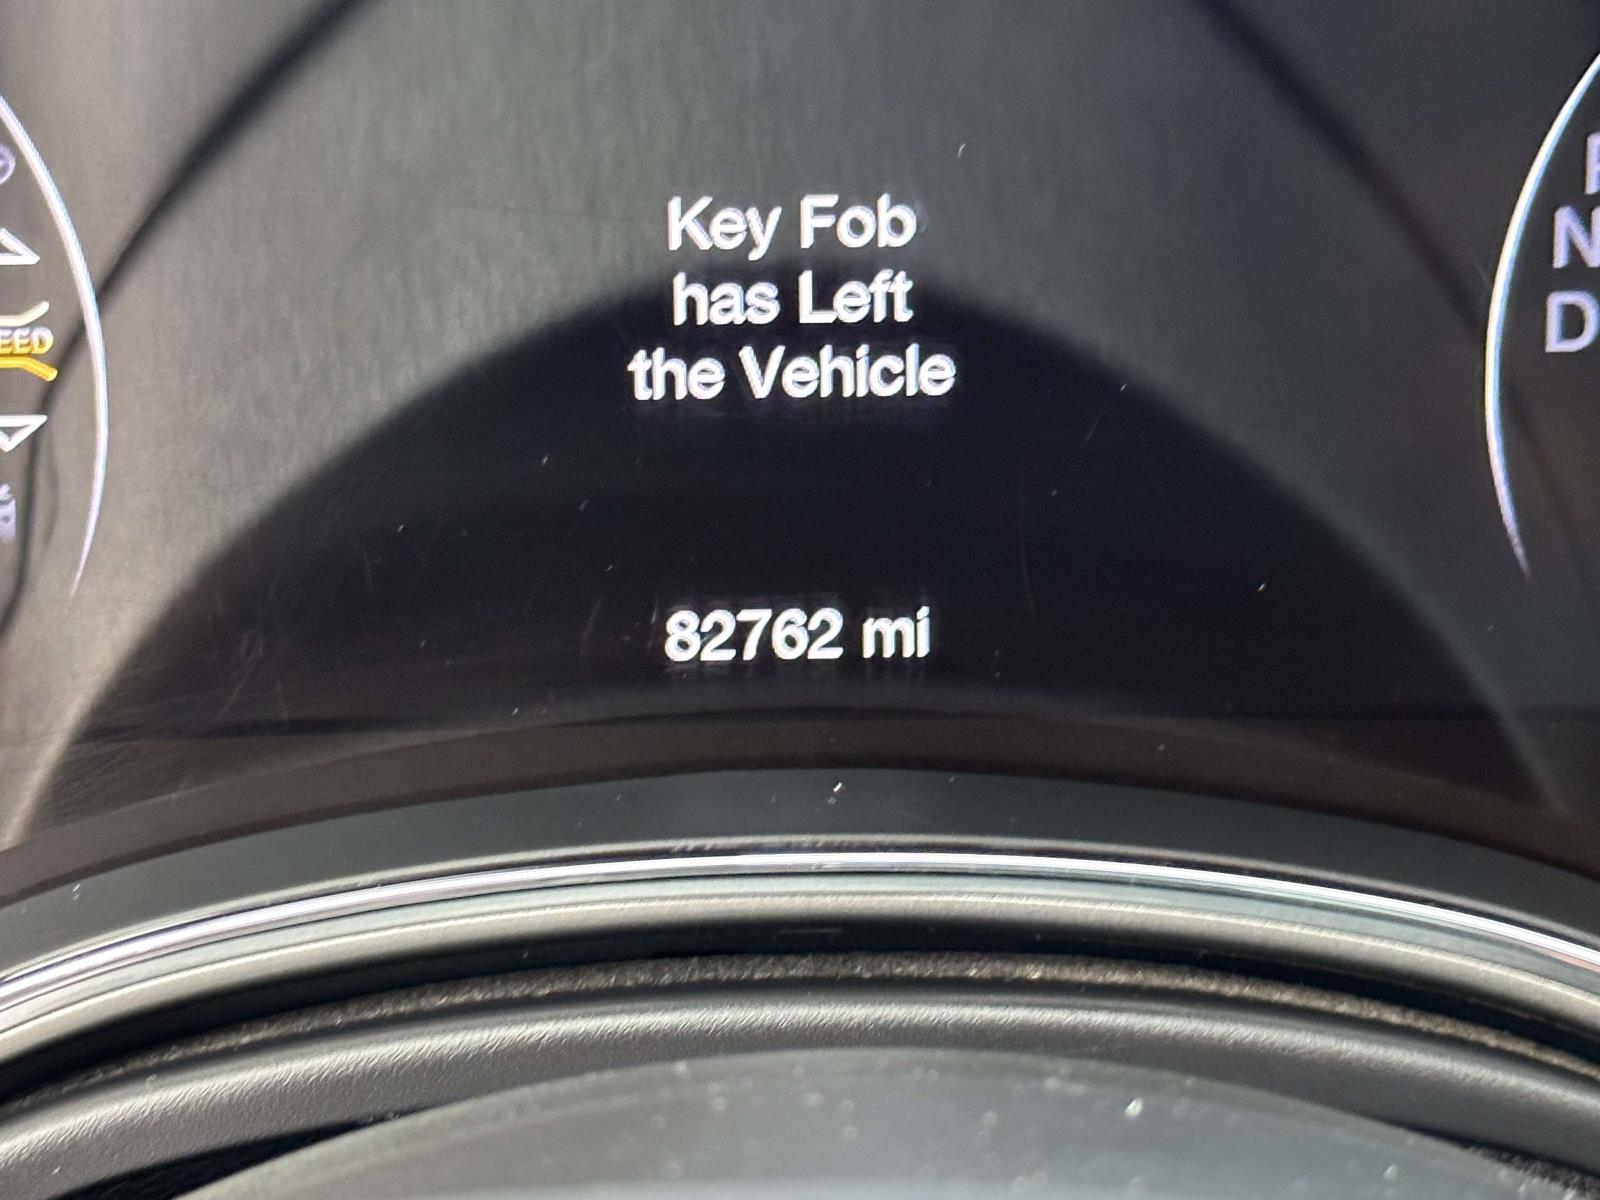 Key Fob
has Left
the Vehicle
N
D
82762 mi